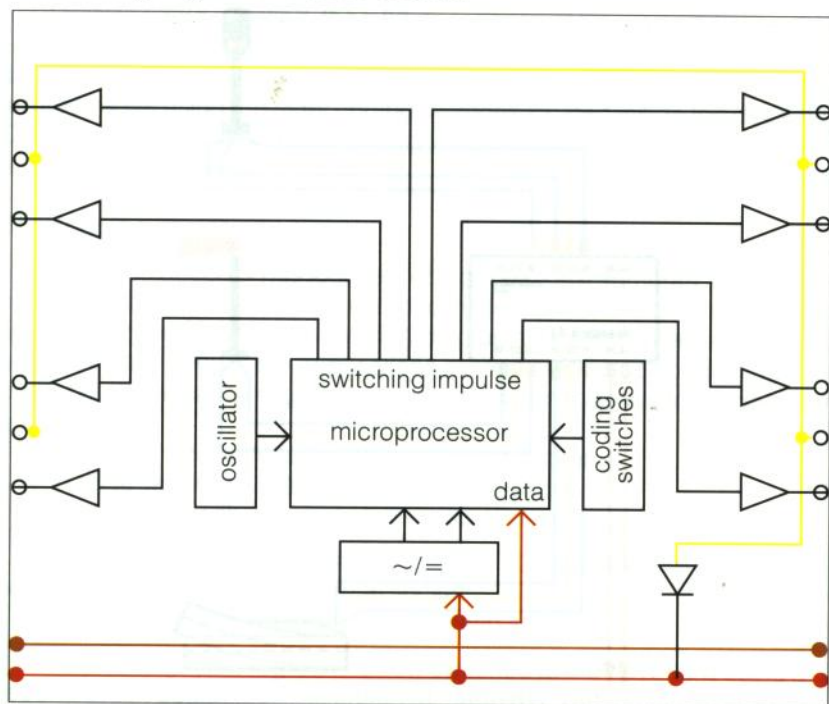 switching impulse
microprocessor
data
oscillator
coding
switches
~/=